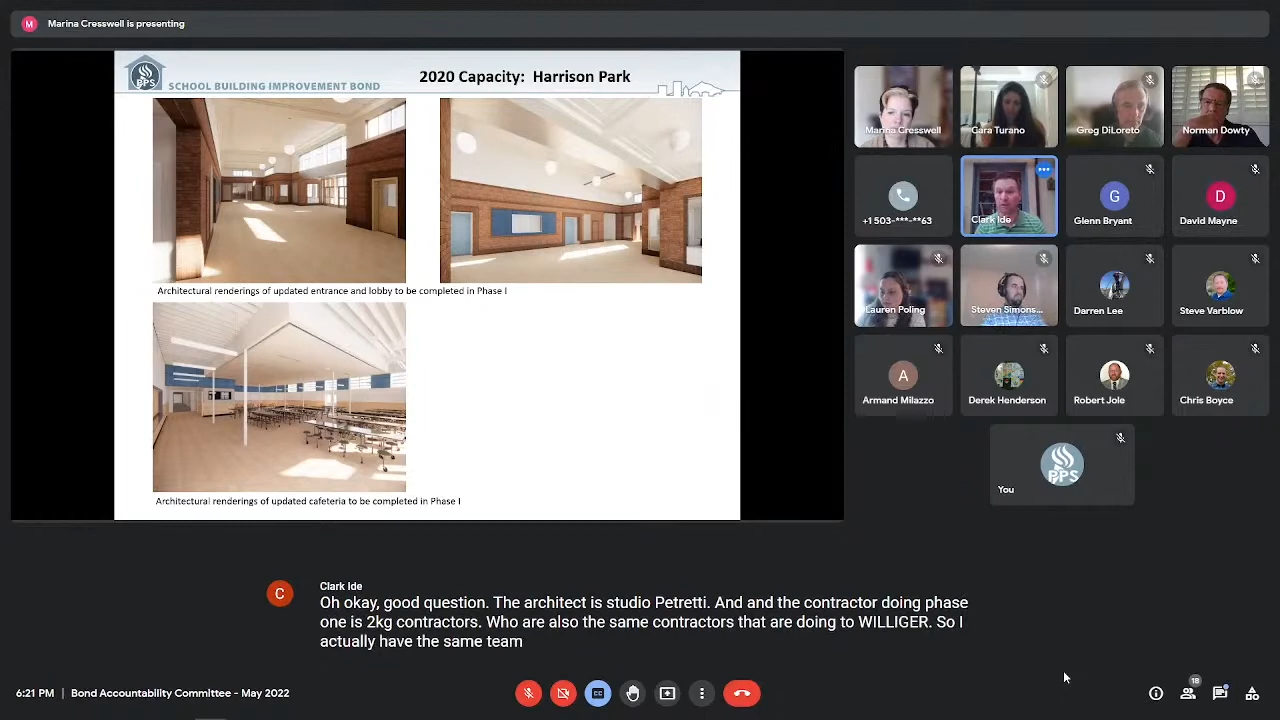 M Marina Cresswell is presenting
PPS
SCHOOL BUILDING IMPROVEMENT BOND
2020 Capacity: Harrison Park
Architectural renderings of updated entrance and lobby to be completed in Phase I
Architectural renderings of updated cafeteria to be completed in Phase I
Marina Cresswell
Cara Turano
Greg DiLoreto
Norman Dowty
+1 503-***-**63
Clark Ide
G
Glenn Bryant
D
David Mayne
Lauren Poling
Steven Simons...
Darren Lee
Steve Varblow
A
Armand Milazzo
Derek Henderson
Robert Jole
Chris Boyce
PPS
You
C
Clark Ide
Oh okay, good question. The architect is studio Petretti. And and the contractor doing phase
one is 2kg contractors. Who are also the same contractors that are doing to WILLIGER. So I
actually have the same team
6:21 PM | Bond Accountability Committee - May 2022
CC
18